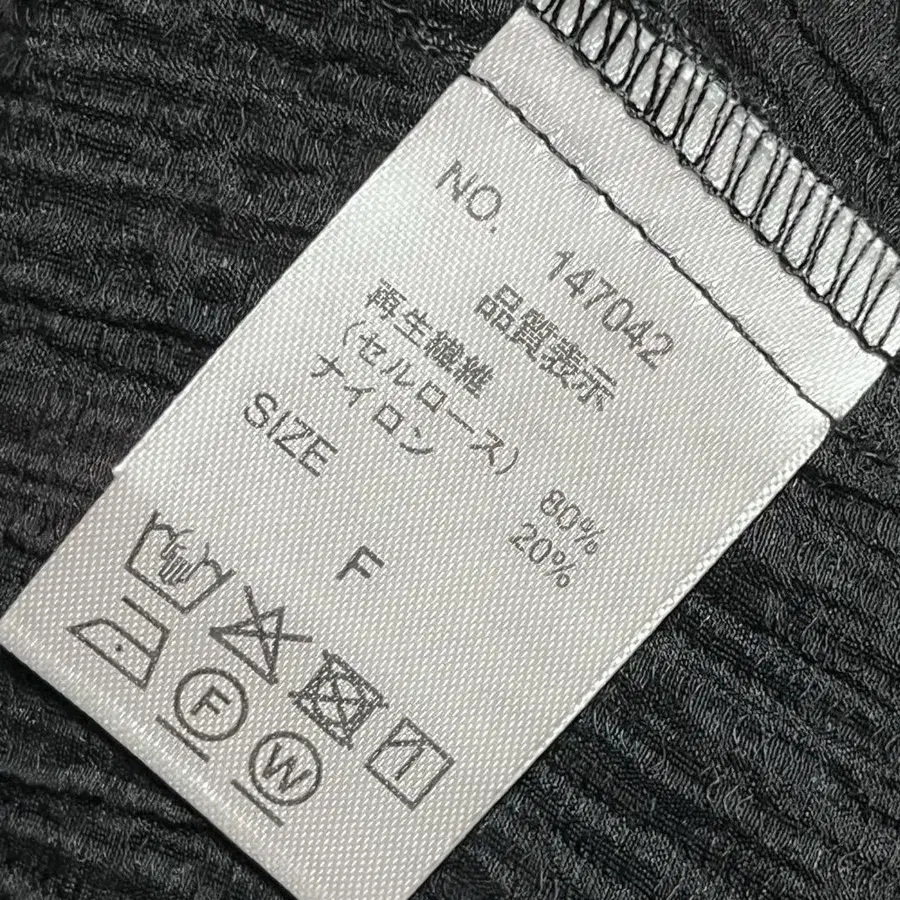 NO. 147042
品質表示
再生繊維
(セルロース) 80%
ナイロン 20%
SIZE F
F
W